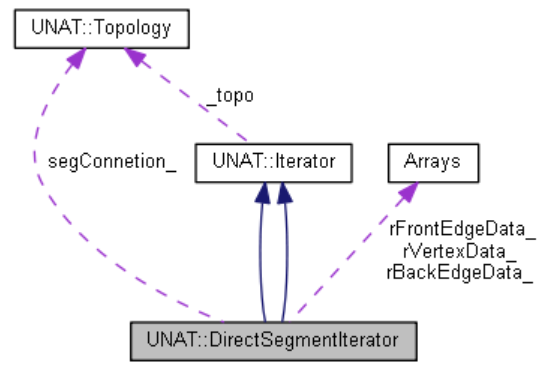 UNAT::Topology
_topo
segConnetion_
UNAT::Iterator
Arrays
rFrontEdgeData_
rVertexData_
rBackEdgeData_
UNAT::DirectSegmentIterator